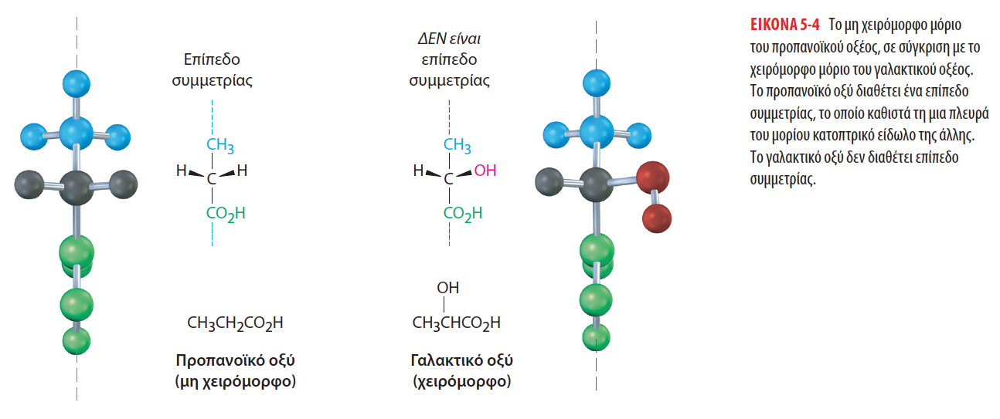 Επίπεδο
συμμετρίας
CH3
H H
C
CO2H
CH3CH2CO2H
Προπανοϊκό οξύ
(μη χειρόμορφο)
ΔΕΝ είναι
επίπεδο
συμμετρίας
CH3
H OH
C
CO2H
OH
CH3CHCO2H
Γαλακτικό οξύ
(χειρόμορφο)
ΕΙΚΟΝΑ 5-4 Το μη χειρόμορφο μόριο
του προπανοϊκού οξέος, σε σύγκριση με το
χειρόμορφο μόριο του γαλακτικού οξέος.
Το προπανοϊκό οξύ διαθέτει ένα επίπεδο
συμμετρίας, το οποίο καθιστά τη μια πλευρά
του μορίου κατοπτρικό είδωλο της άλλης.
Το γαλακτικό οξύ δεν διαθέτει επίπεδο
συμμετρίας.